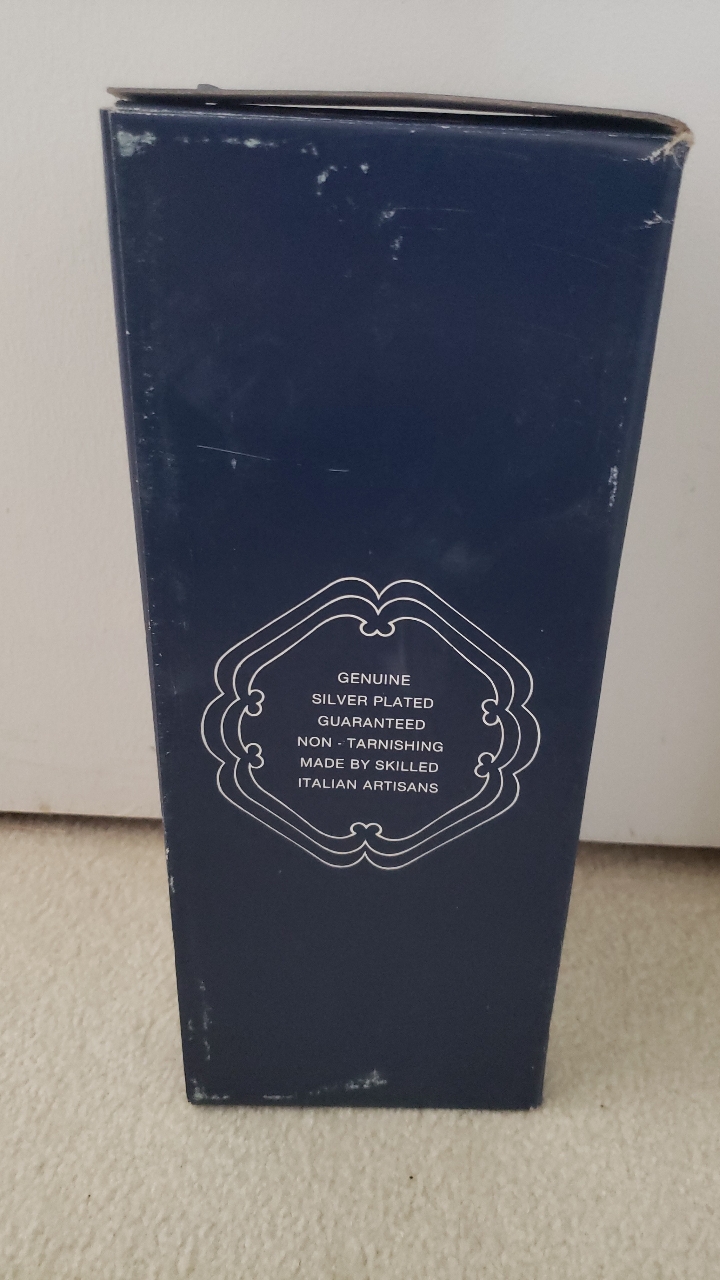 GENUINE
SILVER PLATED
GUARANTEED
NON - TARNISHING
MADE BY SKILLED
ITALIAN ARTISANS